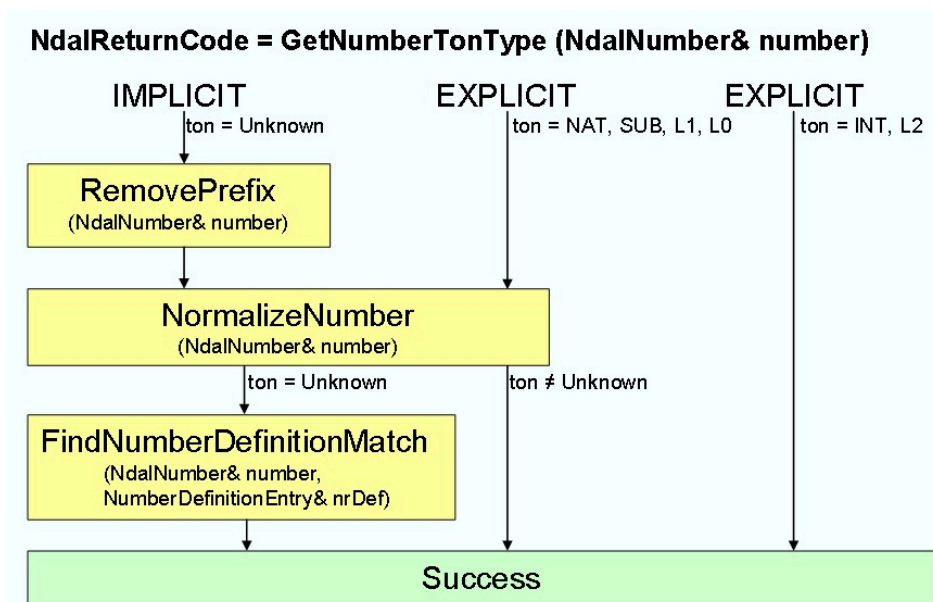 NdalReturnCode = GetNumberTonType (NdalNumber& number)
IMPLICIT
EXPLICIT
EXPLICIT
ton = Unknown
ton = NAT, SUB, L1, L0
ton = INT, L2
RemovePrefix
(NdalNumber& number)
NormalizeNumber
(NdalNumber& number)
ton = Unknown
ton ≠ Unknown
FindNumberDefinitionMatch
(NdalNumber& number,
NumberDefinitionEntry& nrDef)
Success